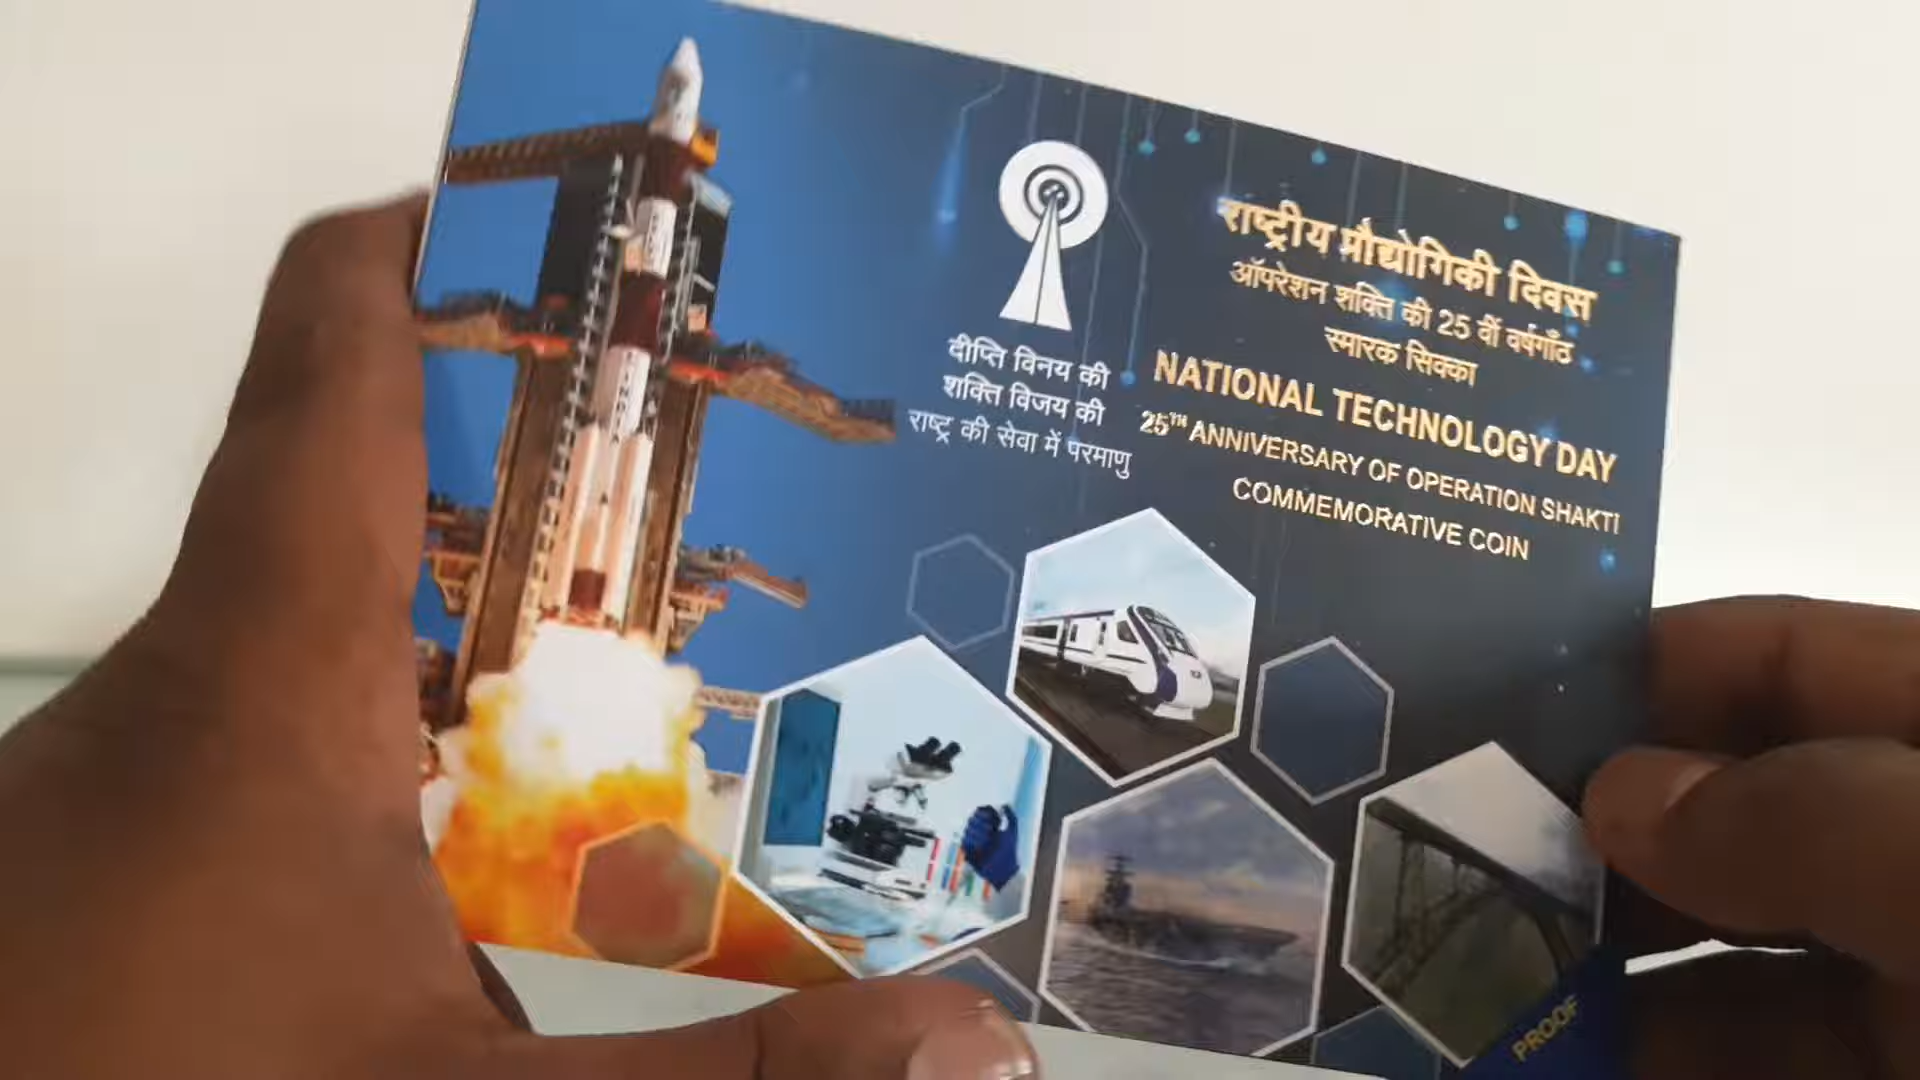 राष्ट्रीय प्रौद्योगिकी दिवस
ऑपरेशन शक्ति की 25 वीं वर्षगाँठ
स्मारक सिक्का
NATIONAL TECHNOLOGY DAY
25TH ANNIVERSARY OF OPERATION SHAKTI
COMMEMORATIVE COIN
दीप्ति विनय की
शक्ति विजय की
राष्ट्र की सेवा में परमाणु
PROOF